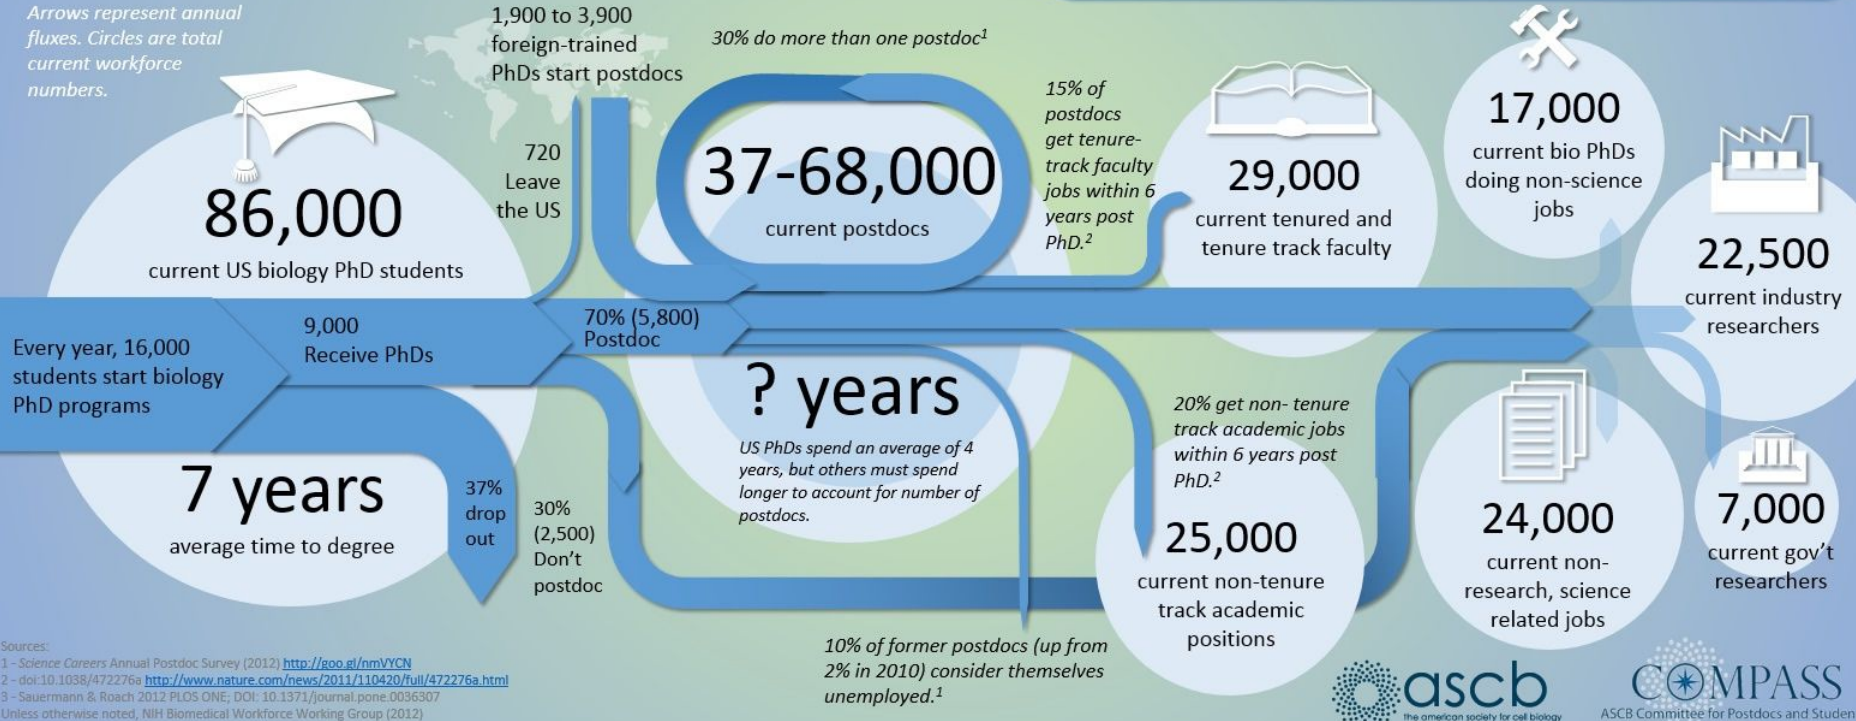 Arrows represent annual
fluxes. Circles are total
current workforce
numbers.
86,000
current US biology PhD students
Every year, 16,000
students start biology
PhD programs
9,000
Receive PhDs
7 years
average time to degree
37%
drop
out
30%
(2,500)
Don't
postdoc
1,900 to 3,900
foreign-trained
PhDs start postdocs
720
Leave
the US
70% (5,800)
Postdoc
30% do more than one postdoc¹
37-68,000
current postdocs
? years
US PhDs spend an average of 4
years, but others must spend
longer to account for number of
postdocs.
10% of former postdocs (up from
2% in 2010) consider themselves
unemployed.¹
15% of
postdocs
get tenure-
track faculty
jobs within 6
years post
PhD.²
29,000
current tenured and
tenure track faculty
20% get non- tenure
track academic jobs
within 6 years post
PhD.²
25,000
current non-tenure
track academic
positions
17,000
current bio PhDs
doing non-science
jobs
22,500
current industry
researchers
24,000
current non-
research, science
related jobs
7,000
current gov't
researchers
Sources:
1 - Science Careers Annual Postdoc Survey (2012) http://goo.gl/nmVYCN
2 - doi:10.1038/472276a http://www.nature.com/news/2011/110420/full/472276a.html
3 - Sauermann & Roach 2012 PLOS ONE; DOI: 10.1371/journal.pone.0036307
Unless otherwise noted, NIH Biomedical Workforce Working Group (2012)
ascb
the american society for cell biology
COMPASS
ASCB Committee for Postdocs and Studen